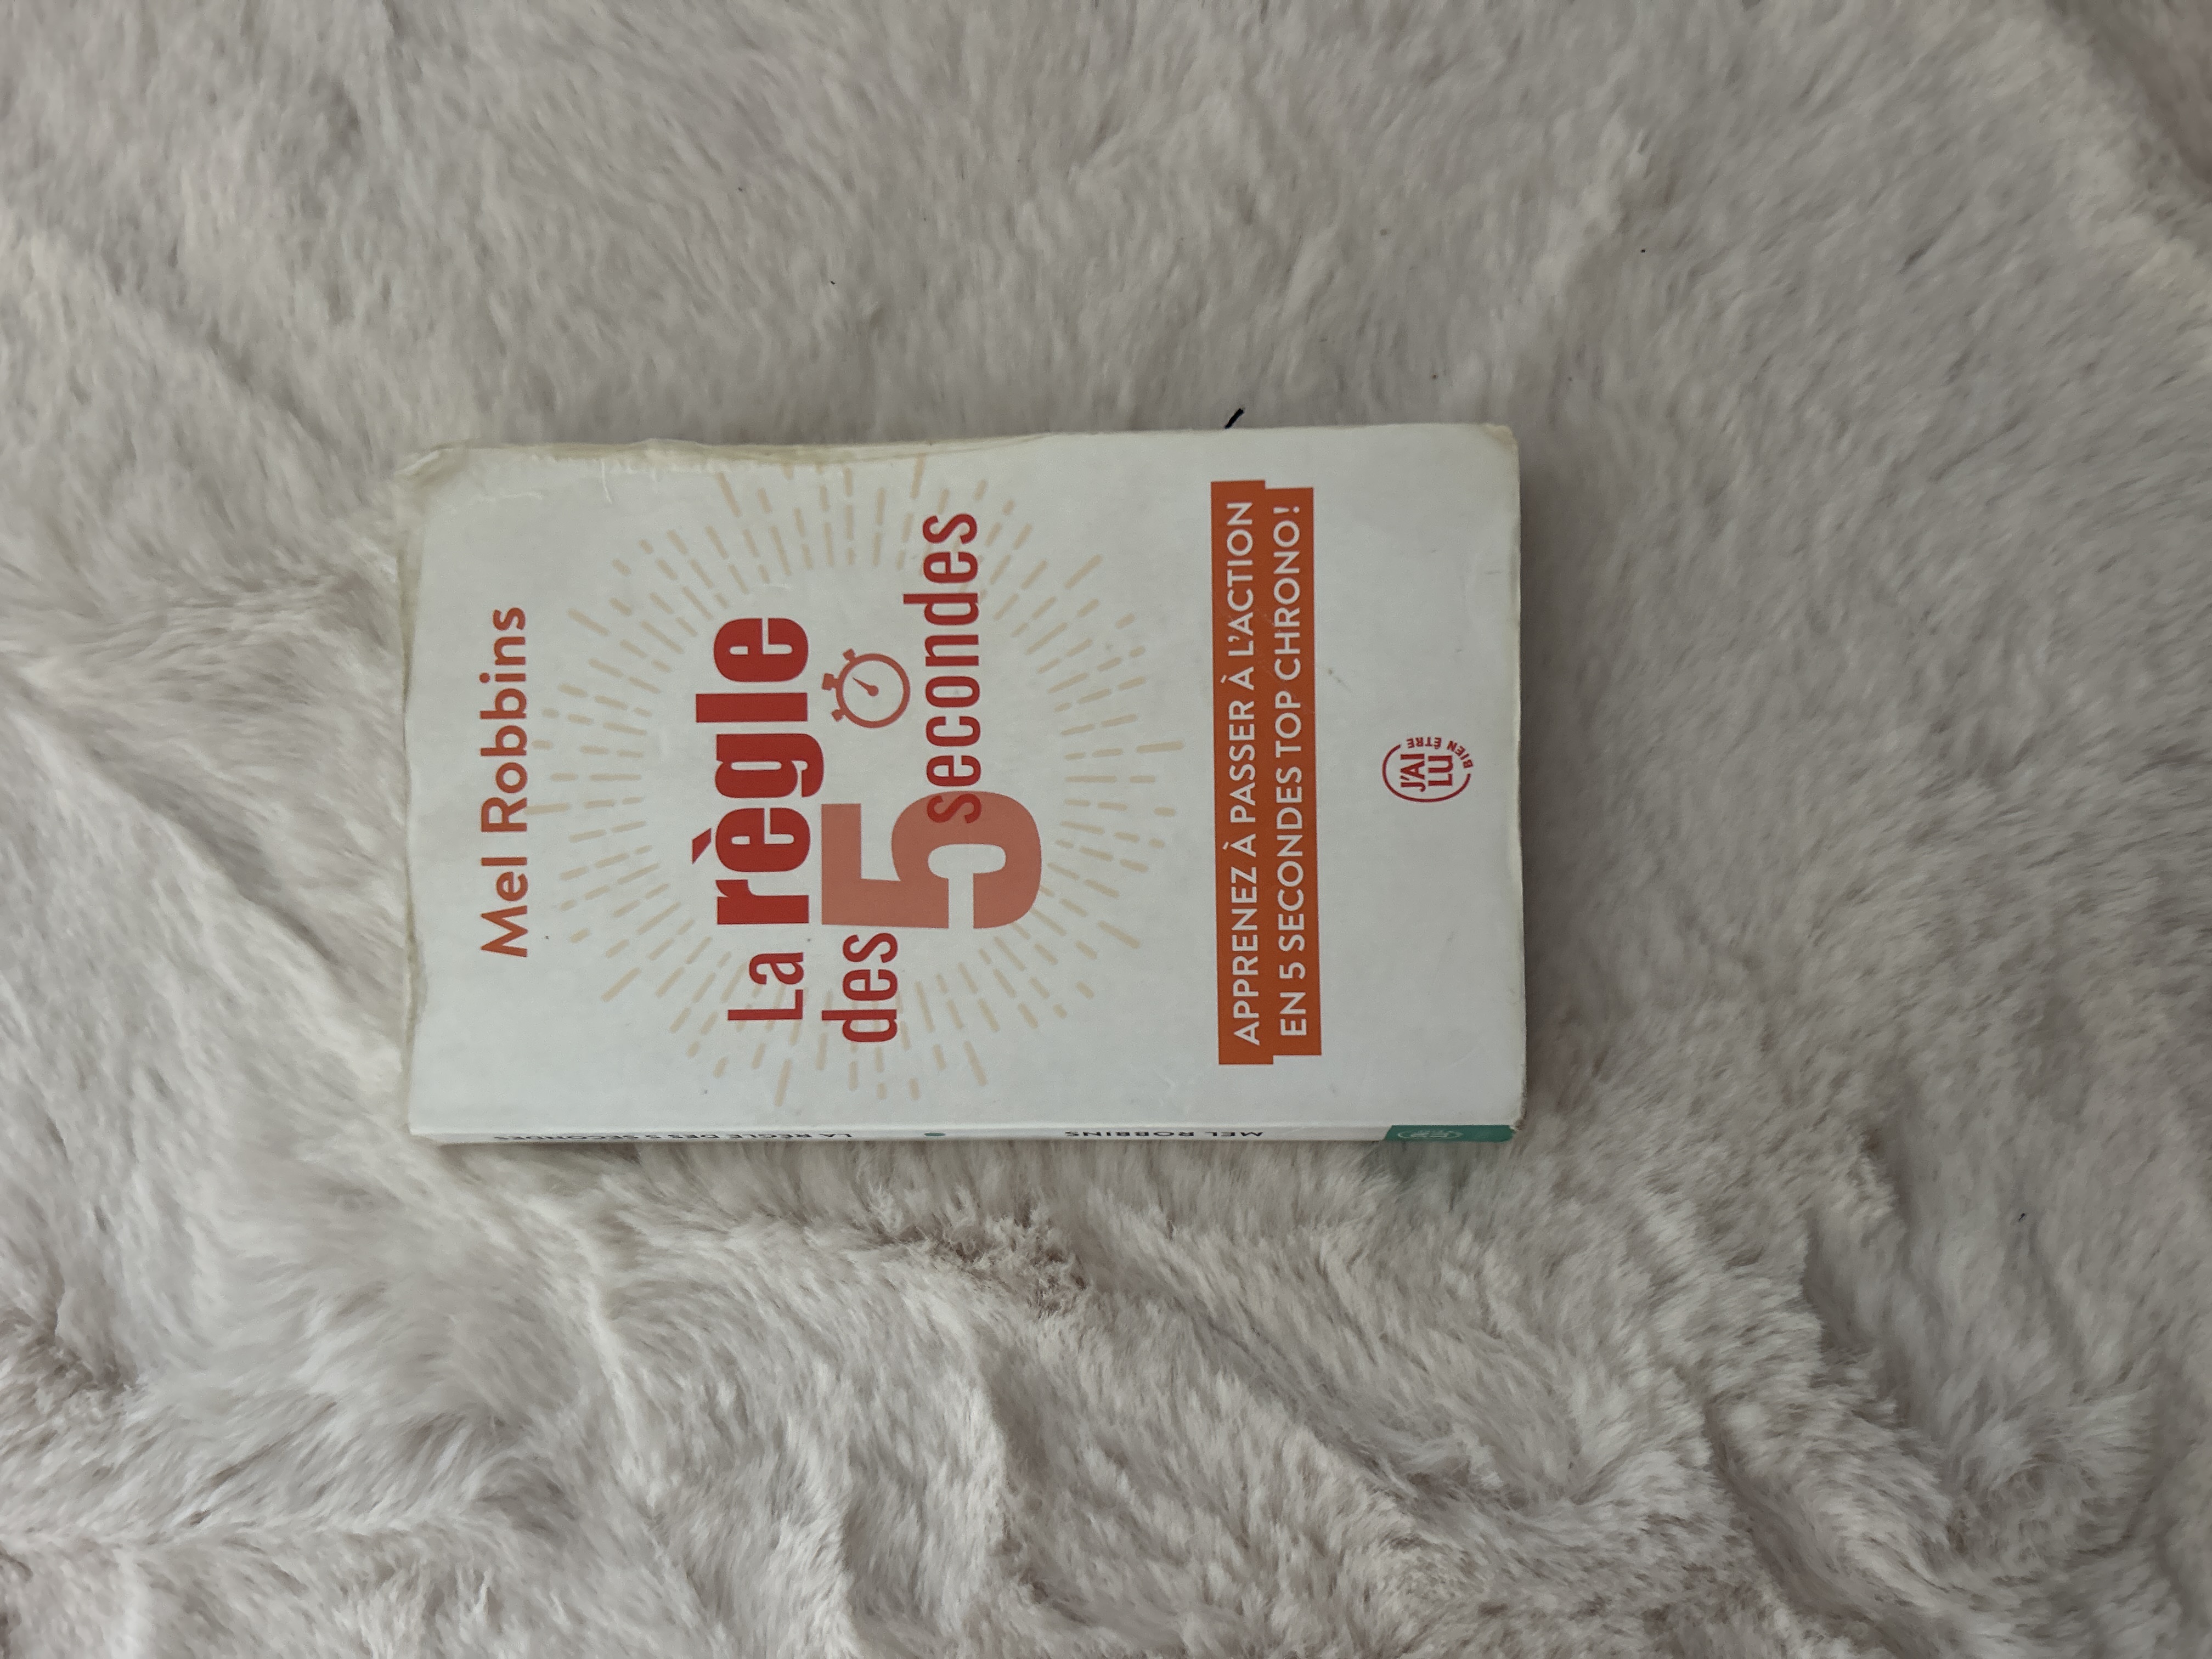 Mel Robbins
La règle
des 5 secondes
APPRENEZ À PASSER À L'ACTION
EN 5 SECONDES TOP CHRONO!
J'AI
LU
BIEN ÊTRE
LA RÈGLE DES 5 SECONDES
MEL ROBBINS